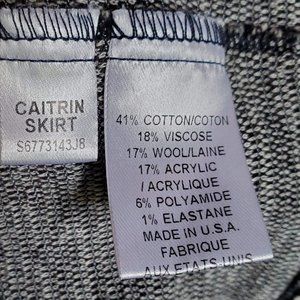 CAITRIN
SKIRT
S6773143J8
41% COTTON/COTON
18% VISCOSE
17% WOOL/LAINE
17% ACRYLIC
/ ACRYLIQUE
6% POLYAMIDE
1% ELASTANE
MADE IN U.S.A.
FABRIQUE
AUX ETATS-UNIS